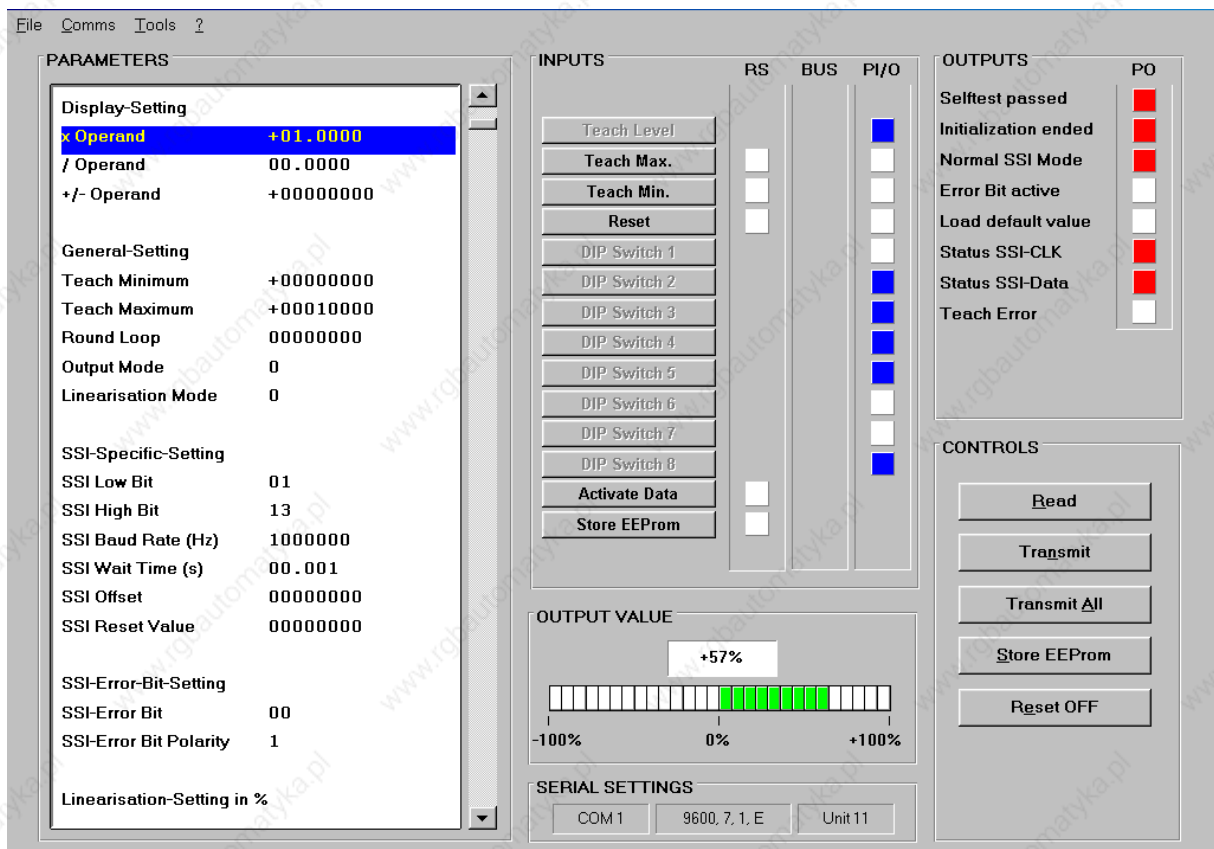 File Comms Tools ?
PARAMETERS
Display-Setting
x Operand +01.0000
/ Operand 00.0000
+/- Operand +00000000
General-Setting
Teach Minimum +00000000
Teach Maximum +00010000
Round Loop 00000000
Output Mode 0
Linearisation Mode 0
SSI-Specific-Setting
SSI Low Bit 01
SSI High Bit 13
SSI Baud Rate (Hz) 1000000
SSI Wait Time (s) 00.001
SSI Offset 00000000
SSI Reset Value 00000000
SSI-Error-Bit-Setting
SSI-Error Bit 00
SSI-Error Bit Polarity 1
Linearisation-Setting in %
INPUTS
RS BUS PI/O
Teach Level
Teach Max.
Teach Min.
Reset
DIP Switch 1
DIP Switch 2
DIP Switch 3
DIP Switch 4
DIP Switch 5
DIP Switch 6
DIP Switch 7
DIP Switch 8
Activate Data
Store EEProm
OUTPUT VALUE
+57%
-100% 0% +100%
SERIAL SETTINGS
COM 1 9600, 7, 1, E Unit 11
OUTPUTS
PO
Selftest passed
Initialization ended
Normal SSI Mode
Error Bit active
Load default value
Status SSI-CLK
Status SSI-Data
Teach Error
CONTROLS
Read
Transmit
Transmit All
Store EEProm
Reset OFF
www.rgbautomatyka.pl